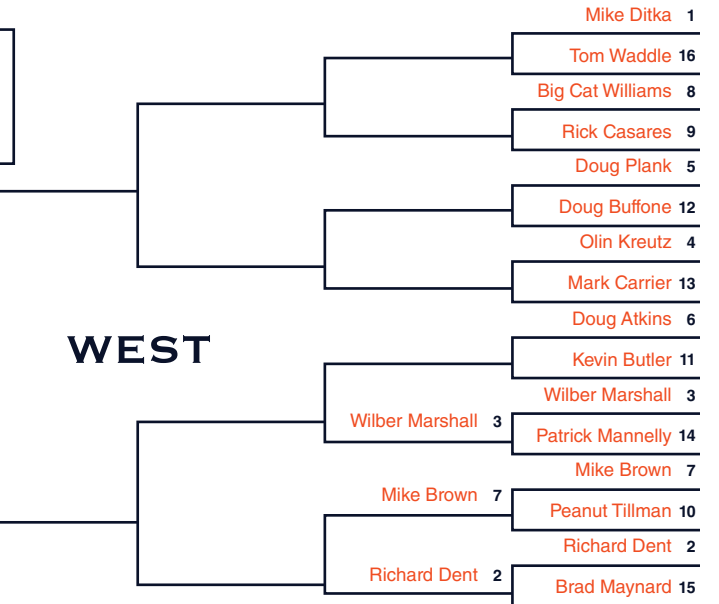 Mike Ditka 1
Tom Waddle 16
Big Cat Williams 8
Rick Casares 9
Doug Plank 5
Doug Buffone 12
Olin Kreutz 4
Mark Carrier 13
Doug Atkins 6
WEST
Kevin Butler 11
Wilber Marshall 3
Wilber Marshall 3
Patrick Mannelly 14
Mike Brown 7
Mike Brown 7
Peanut Tillman 10
Richard Dent 2
Richard Dent 2
Brad Maynard 15